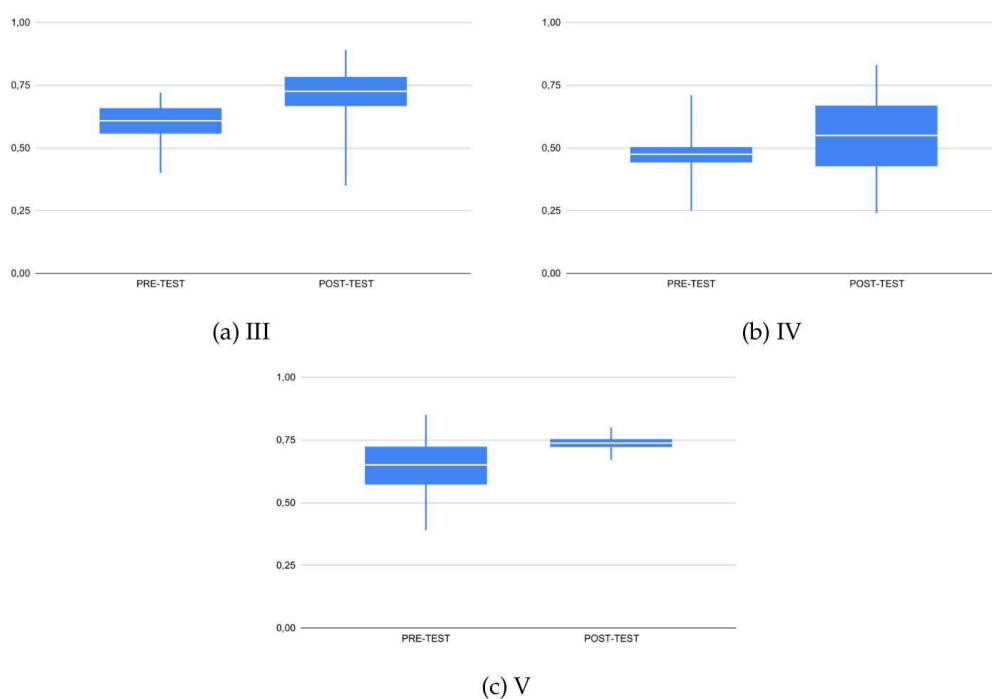 1,00
0,75
0,50
0,25
0,00
PRE-TEST POST-TEST
(a) III
1,00
0,75
0,50
0,25
0,00
PRE-TEST POST-TEST
(b) IV
1,00
0,75
0,50
0,25
0,00
PRE-TEST POST-TEST
(c) V